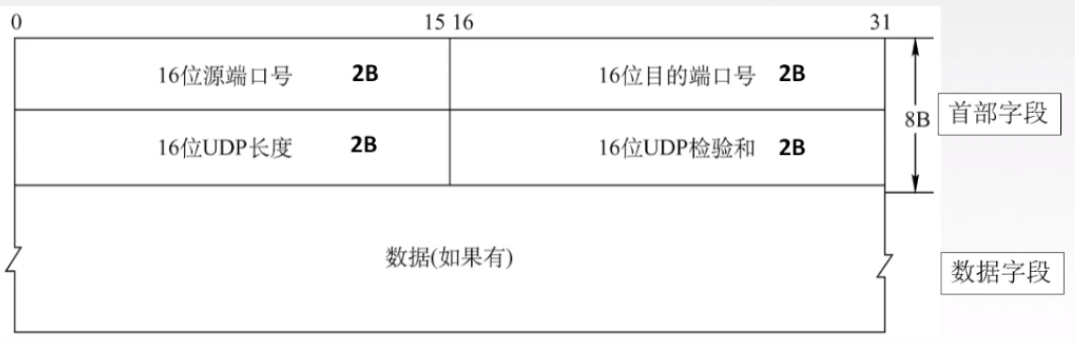 0 15 16 31
16位源端口号 2B 16位目的端口号 2B
8B 首部字段
16位UDP长度 2B 16位UDP检验和 2B
数据(如果有)
数据字段